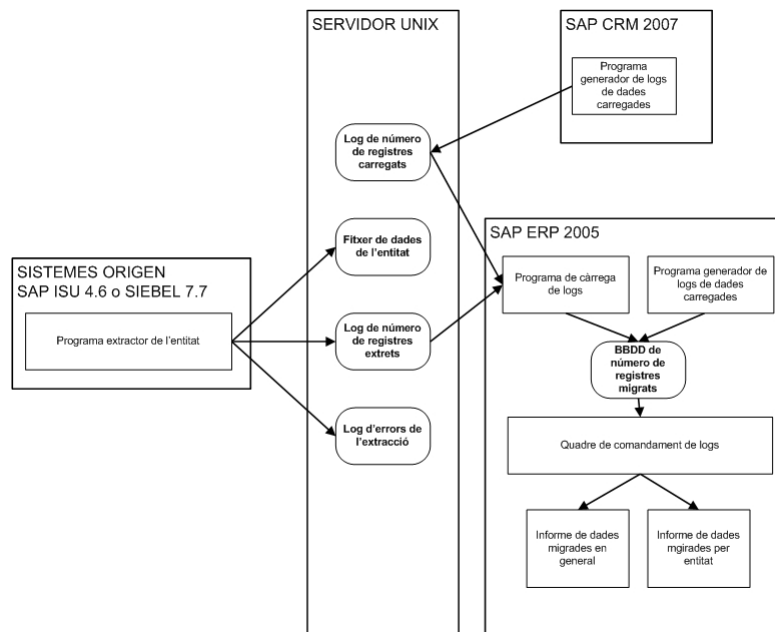 SERVIDOR UNIX
SAP CRM 2007
Programa
generador de logs
de dades
carregades
Log de número
de registres
carregats
Fitxer de dades
de l'entitat
SISTEMES ORIGEN
SAP ISU 4.6 o SIEBEL 7.7
Programa extractor de l'entitat
Log de número
de registres
extrets
Log d'errors de
l'extracció
SAP ERP 2005
Programa de càrrega
de logs
Programa generador de
logs de dades
carregades
BBDD de
número de
registres
migrats
Quadre de comandament de logs
Informe de dades
migrades en
general
Informe de dades
mgirades per
entitat